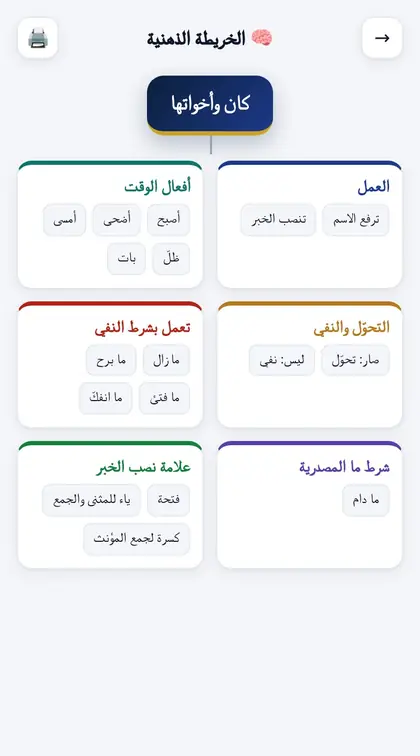 🧠 الخريطة الذهنية
كان وأخواتها
العمل
ترفع الاسم
تنصب الخبر
أفعال الوقت
أصبح
أضحى
أمسى
ظلّ
بات
التحوّل والنفي
صار: تحوّل
ليس: نفي
تعمل بشرط النفي
ما زال
ما برح
ما فتئ
ما انفكّ
شرط ما المصدرية
ما دام
علامة نصب الخبر
فتحة
ياء للمثنى والجمع
كسرة لجمع المؤنث